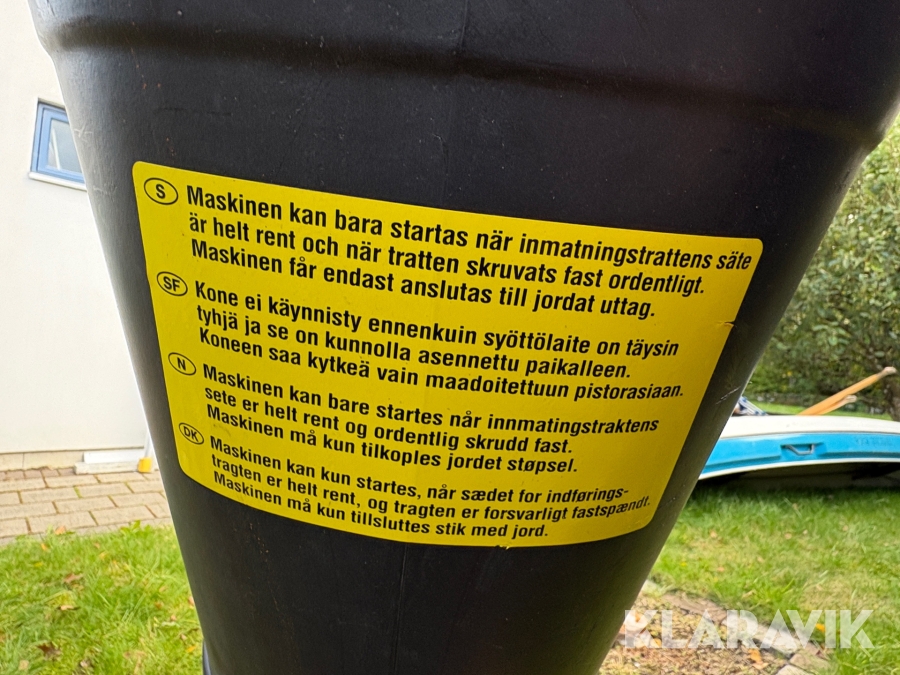 S Maskinen kan bara startas när inmatningstrattens säte
är helt rent och när tratten skruvats fast ordentligt.
Maskinen får endast anslutas till jordat uttag.
SF Kone ei käynnisty ennenkuin syöttölaite on täysin
tyhjä ja se on kunnolla asennettu paikalleen.
Koneen saa kytkeä vain maadoitettuun pistorasiaan.
N Maskinen kan bare startes når innmatingstraktens
sete er helt rent og ordentlig skrudd fast.
Maskinen må kun tilkoples jordet støpsel.
DK Maskinen kan kun startes, når sædet for indførings-
tragten er helt rent, og tragten er forsvarligt fastspændt.
Maskinen må kun tillsluttes stik med jord.
KLARAVIK